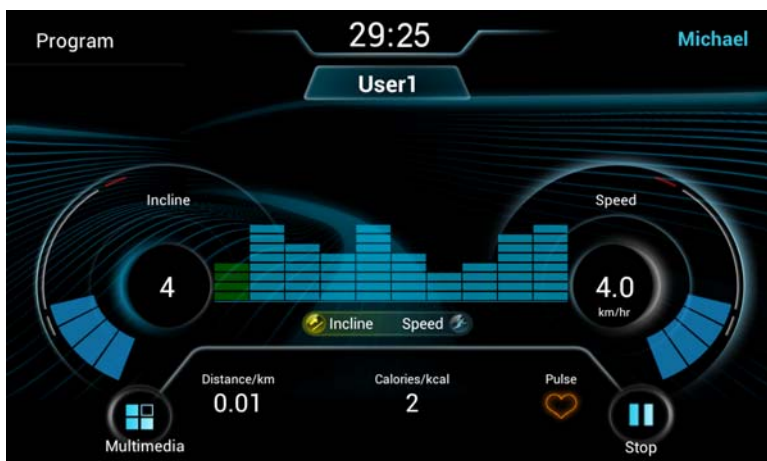 Program
29:25
Michael
User1
Incline
Speed
4
4.0
km/hr
Incline Speed
Distance/km
0.01
Calories/kcal
2
Pulse
Multimedia
Stop